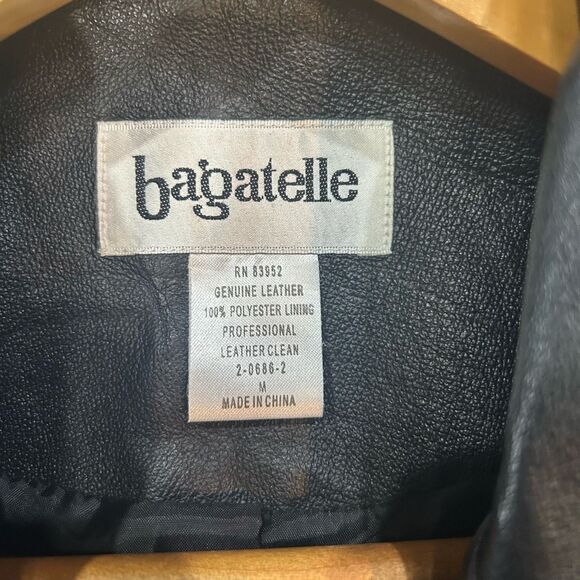 bagatelle
RN 83952
GENUINE LEATHER
100% POLYESTER LINING
PROFESSIONAL
LEATHER CLEAN
2-0686-2
M
MADE IN CHINA